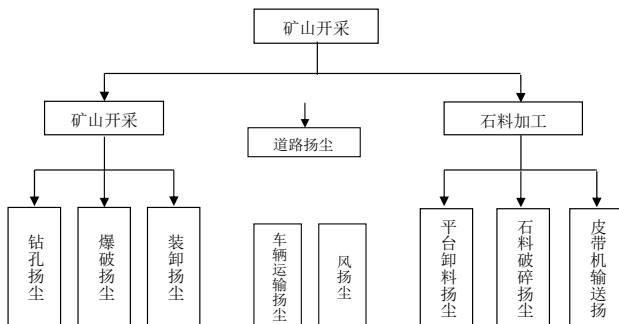 矿山开采
矿山开采
道路扬尘
石料加工
钻孔扬尘
爆破扬尘
装卸扬尘
车辆运输扬尘
风扬尘
平台卸料扬尘
石料破碎扬尘
皮带机输送扬